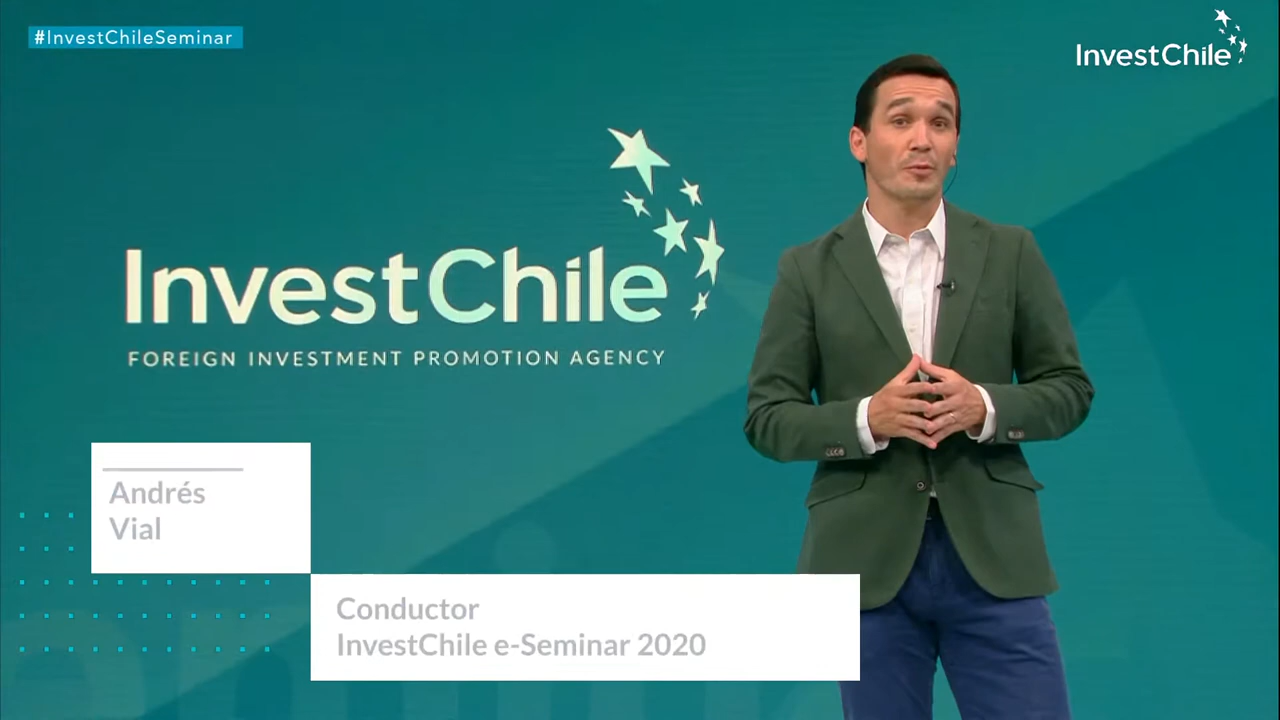 #InvestChileSeminar
InvestChile
InvestChile
FOREIGN INVESTMENT PROMOTION AGENCY
Andrés
Vial
Conductor
InvestChile e-Seminar 2020